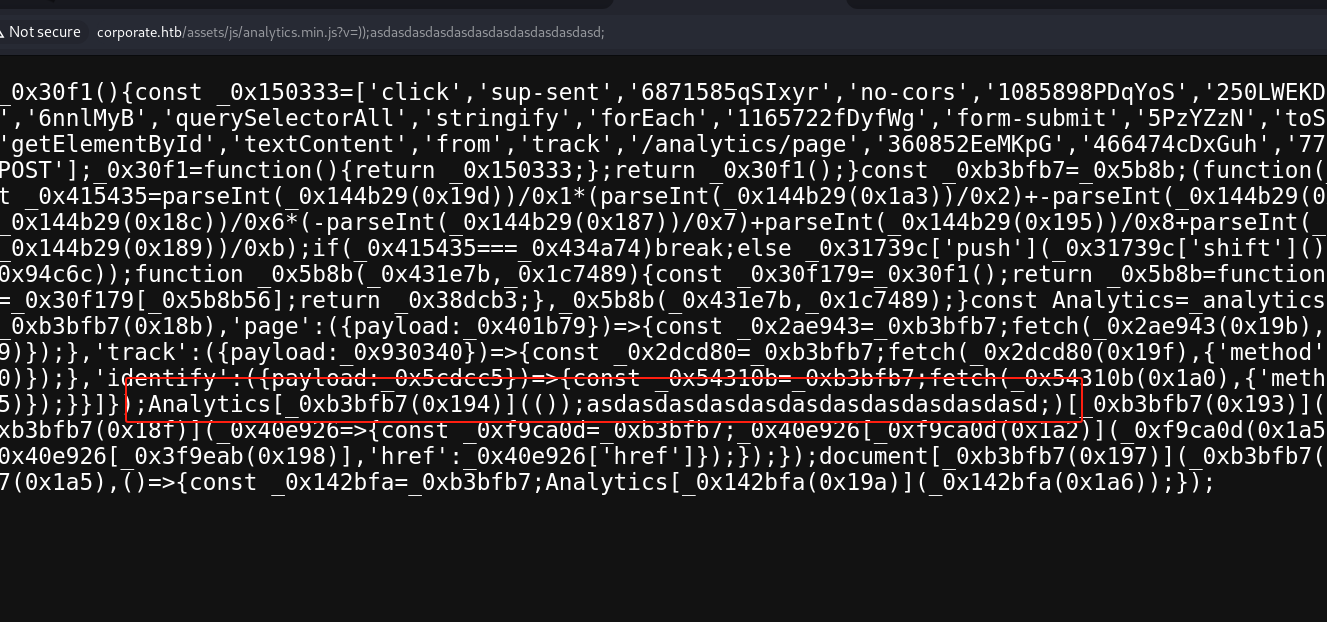 Not secure corporate.htb/assets/js/analytics.min.js?v=));asdasdasdasdasdasdasdasdasdasdasd;
_0x30f1(){const _0x150333=['click','sup-sent','6871585qSIxyr','no-cors','1085898PDqYoS','250LWEKD
','6nnlMyB','querySelectorAll','stringify','forEach','1165722fDyfWg','form-submit','5PzYZzN','toS
'getElementById','textContent','from','track','/analytics/page','360852EeMKpG','466474cDxGuh','77
POST'];_0x30f1=function(){return _0x150333;};return _0x30f1();}const _0xb3bfb7=_0x5b8b;(function(
t _0x415435=parseInt(_0x144b29(0x19d))/0x1*(parseInt(_0x144b29(0x1a3))/0x2)+-parseInt(_0x144b29(0
_0x144b29(0x18c))/0x6*(-parseInt(_0x144b29(0x187))/0x7)+parseInt(_0x144b29(0x195))/0x8+parseInt(_
_0x144b29(0x189))/0xb);if(_0x415435===_0x434a74)break;else _0x31739c['push'](_0x31739c['shift']()
0x94c6c));function _0x5b8b(_0x431e7b,_0x1c7489){const _0x30f179=_0x30f1();return _0x5b8b=function
=_0x30f179[_0x5b8b56];return _0x38dcb3;},_0x5b8b(_0x431e7b,_0x1c7489);}const Analytics=_analytics
_0xb3bfb7(0x18b),'page':({payload:_0x401b79})=>{const _0x2ae943=_0xb3bfb7;fetch(_0x2ae943(0x19b),
9)});},'track':({payload:_0x930340})=>{const _0x2dcd80=_0xb3bfb7;fetch(_0x2dcd80(0x19f),{'method'
0)});},'identify':({payload:_0x5cdcc5})=>{const _0x54310b=_0xb3bfb7;fetch(_0x54310b(0x1a0),{'meth
5)});}}]});Analytics[_0xb3bfb7(0x194)](());asdasdasdasdasdasdasdasdasdasdasd;)[_0xb3bfb7(0x193)](
xb3bfb7(0x18f)](_0x40e926=>{const _0xf9ca0d=_0xb3bfb7;_0x40e926[_0xf9ca0d(0x1a2)](_0xf9ca0d(0x1a5
0x40e926[_0x3f9eab(0x198)],'href':_0x40e926['href']});});});document[_0xb3bfb7(0x197)](_0xb3bfb7(
7(0x1a5),()=>{const _0x142bfa=_0xb3bfb7;Analytics[_0x142bfa(0x19a)](_0x142bfa(0x1a6));});